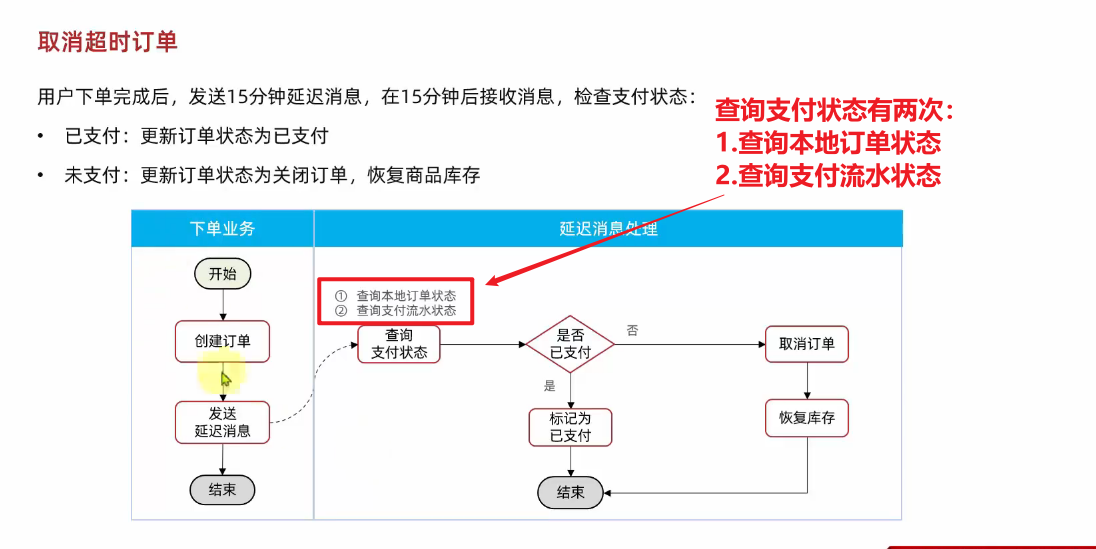 取消超时订单
用户下单完成后，发送15分钟延迟消息，在15分钟后接收消息，检查支付状态：
• 已支付：更新订单状态为已支付
• 未支付：更新订单状态为关闭订单，恢复商品库存
查询支付状态有两次：
1.查询本地订单状态
2.查询支付流水状态
下单业务
延迟消息处理
开始
创建订单
发送
延迟消息
结束
① 查询本地订单状态
② 查询支付流水状态
查询
支付状态
是否
已支付
否
是
取消订单
恢复库存
标记为
已支付
结束